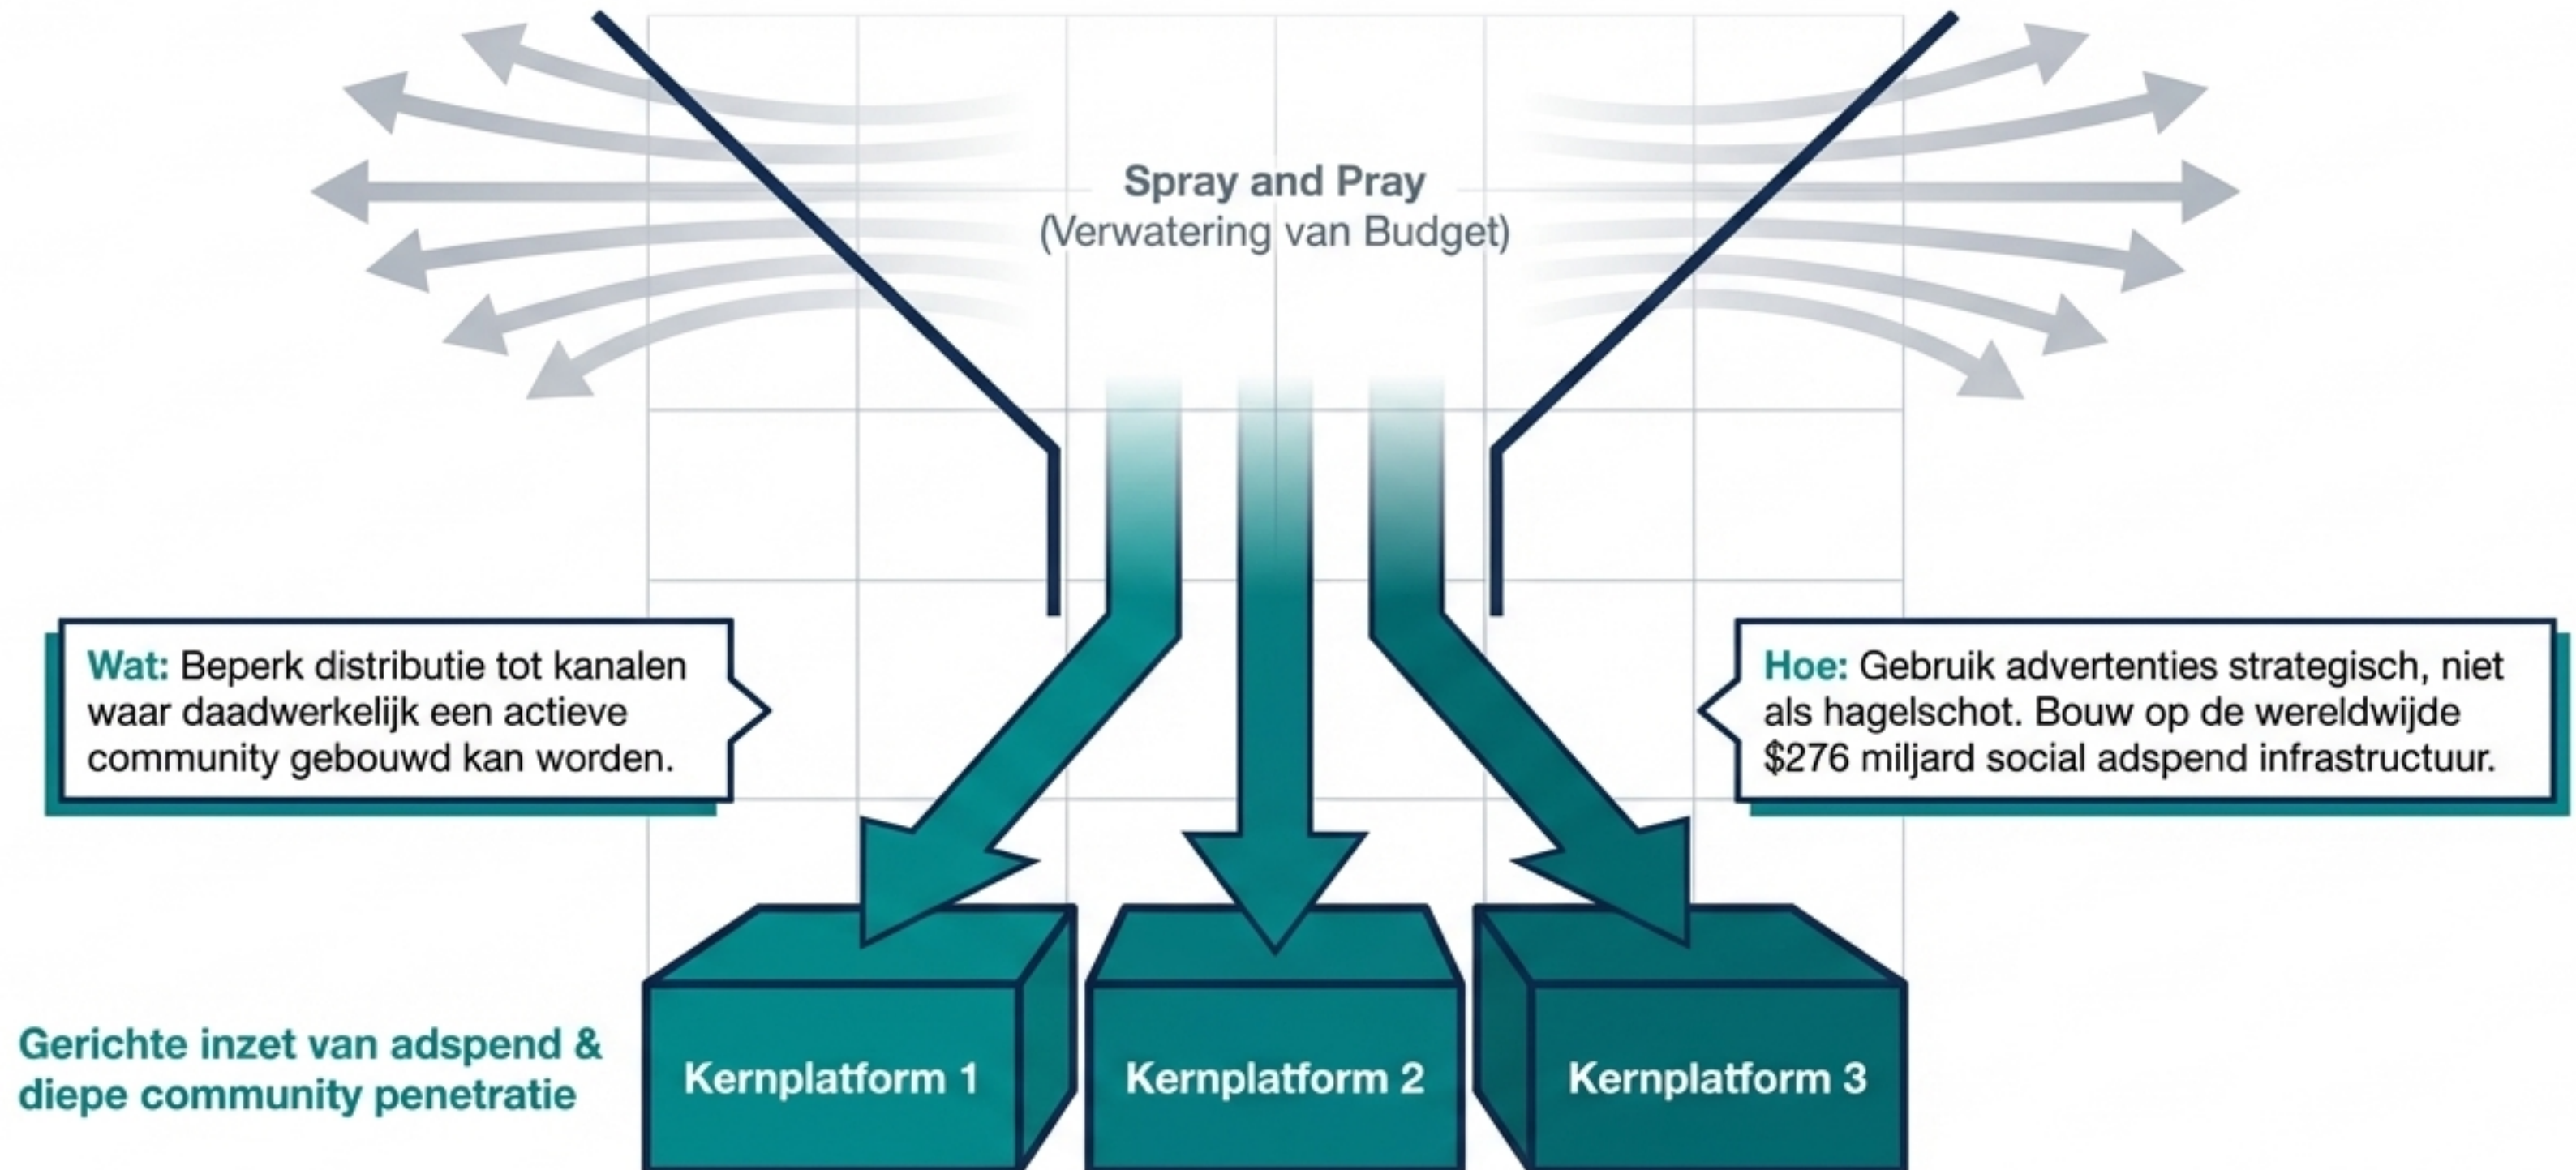 Spray and Pray
(Verwatering van Budget)
Wat: Beperk distributie tot kanalen
waar daadwerkelijk een actieve
community gebouwd kan worden.
Hoe: Gebruik advertenties strategisch, niet
als hagelschot. Bouw op de wereldwijde
$276 miljard social adspend infrastructuur.
Gerichte inzet van adspend &
diepe community penetratie
Kernplatform 1
Kernplatform 2
Kernplatform 3